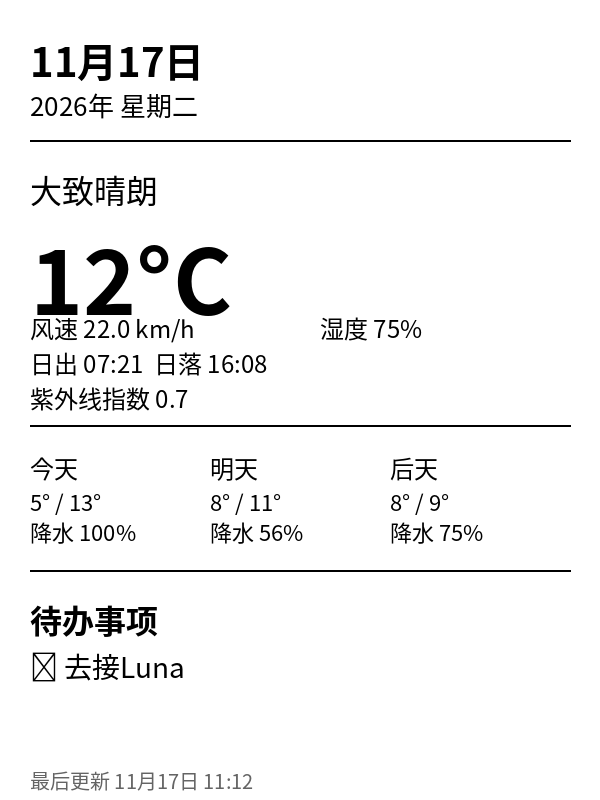 11月17日
2026年 星期二
大致晴朗
12°C
风速 22.0 km/h 湿度 75%
日出 07:21 日落 16:08
紫外线指数 0.7
今天 明天 后天
5° / 13° 8° / 11° 8° / 9°
降水 100% 降水 56% 降水 75%
待办事项
去接Luna
最后更新 11月17日 11:12